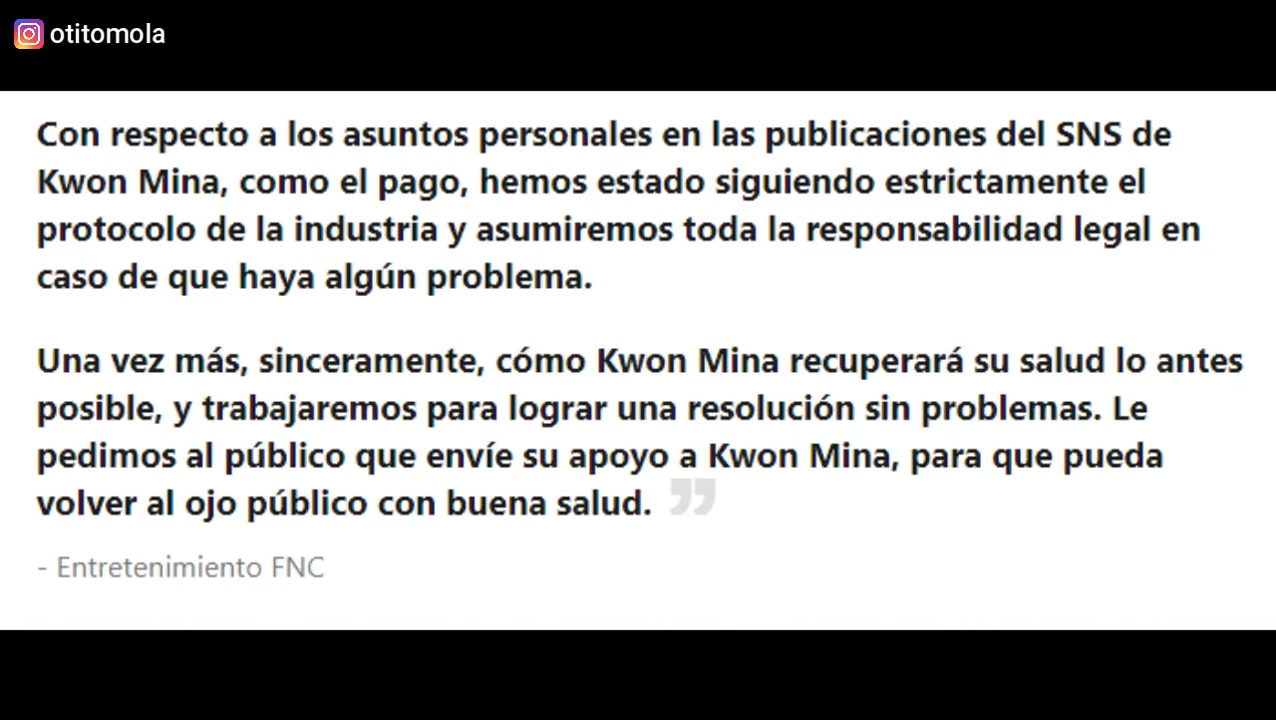 otitomola
Con respecto a los asuntos personales en las publicaciones del SNS de
Kwon Mina, como el pago, hemos estado siguiendo estrictamente el
protocolo de la industria y asumiremos toda la responsabilidad legal en
caso de que haya algún problema.
Una vez más, sinceramente, cómo Kwon Mina recuperará su salud lo antes
posible, y trabajaremos para lograr una resolución sin problemas. Le
pedimos al público que envíe su apoyo a Kwon Mina, para que pueda
volver al ojo público con buena salud. ”
- Entretenimiento FNC